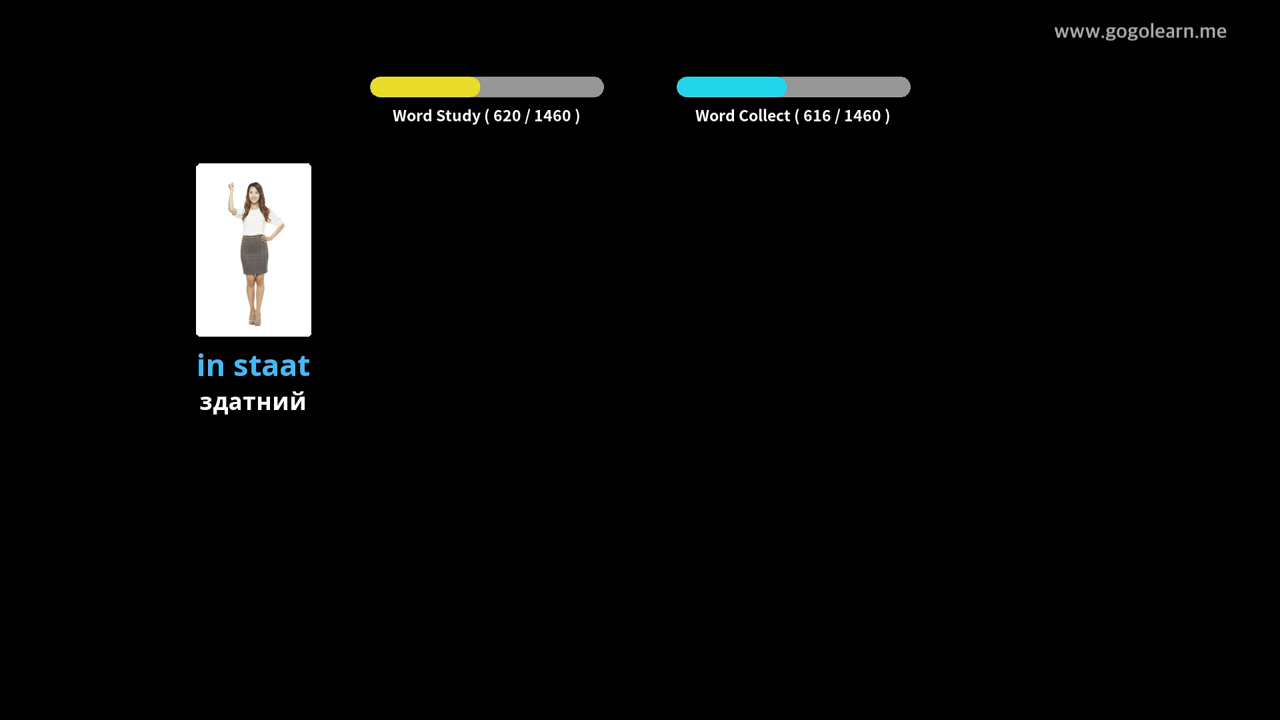 www.gogolearn.me
Word Study ( 620 / 1460 )
Word Collect ( 616 / 1460 )
in staat
здатний